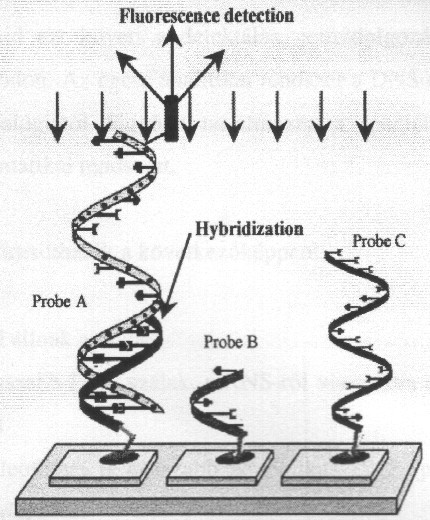 Fluorescence detection
Hybridization
Probe C
Probe A
Probe B